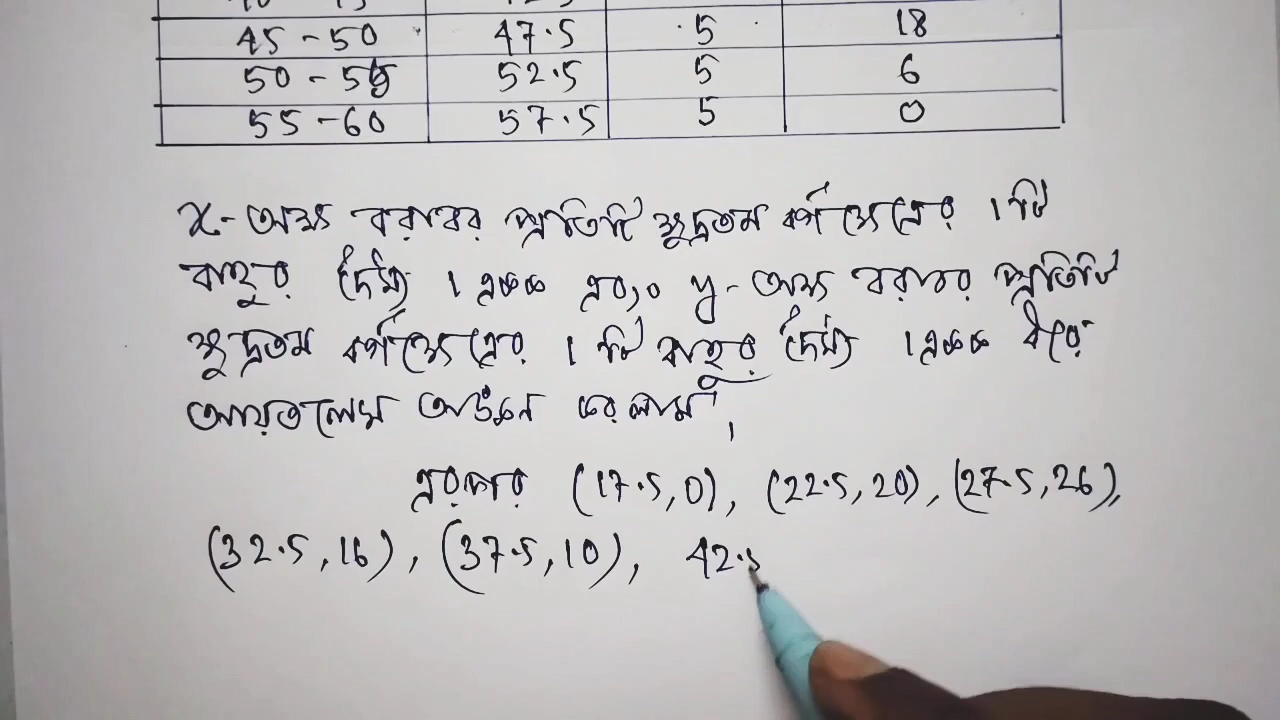 45-50 47.5 5 18
50-55 52.5 5 6
55-60 57.5 5 0
x-অক্ষ বরাবর প্রতিটি ক্ষুদ্রতম বর্গক্ষেত্রের 1 টি
বাহুর দৈর্ঘ্য 1 একক এবং y-অক্ষ বরাবর প্রতিটি
ক্ষুদ্রতম বর্গক্ষেত্রের 1 টি বাহুর দৈর্ঘ্য 1 একক ধরে
আয়তলেখ অঙ্কন করলাম।
এরপর (17.5,0), (22.5,20), (27.5,26),
(32.5,16), (37.5,10), 42.5